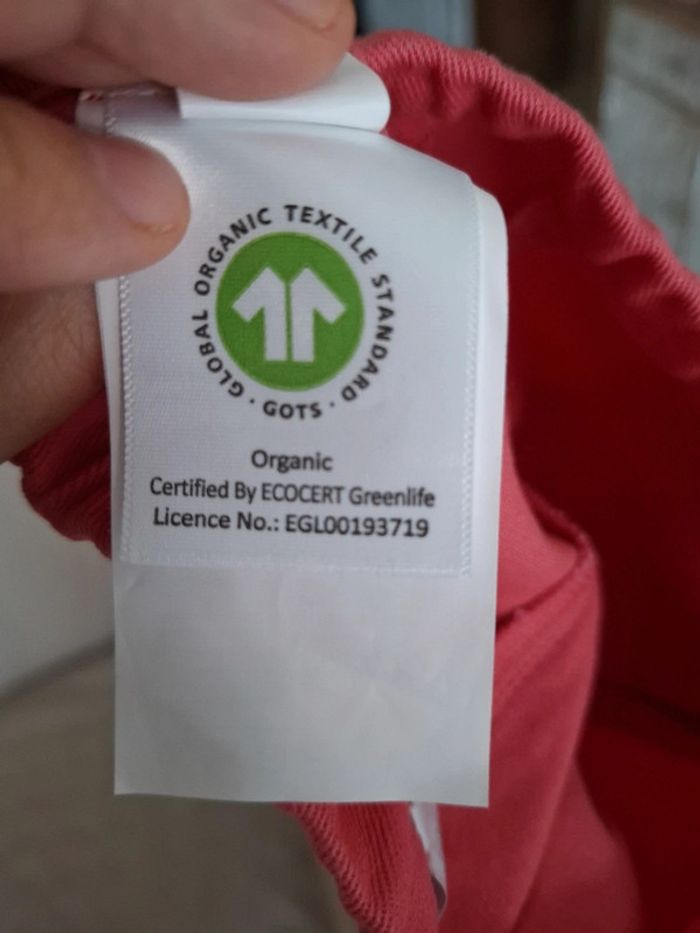 GLOBAL ORGANIC TEXTILE STANDARD · GOTS ·
Organic
Certified By ECOCERT Greenlife
Licence No.: EGL00193719